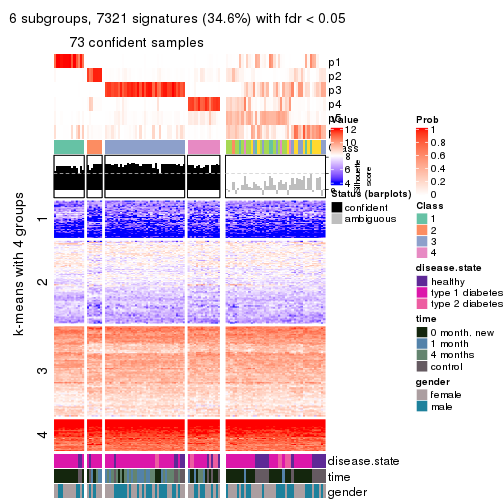 6 subgroups, 7321 signatures (34.6%) with fdr < 0.05
73 confident samples
p1
p2
p3
p4
Value
12
10
8
6
4
Silhouette
score
Status (barplots)
confident
ambiguous
Prob
1
0.8
0.6
0.4
0.2
0
Class
1
2
3
4
disease.state
healthy
type 1 diabetes
type 2 diabetes
time
0 month. new
1 month
4 months
control
gender
female
male
k-means with 4 groups
1
2
3
4
disease.state
time
gender